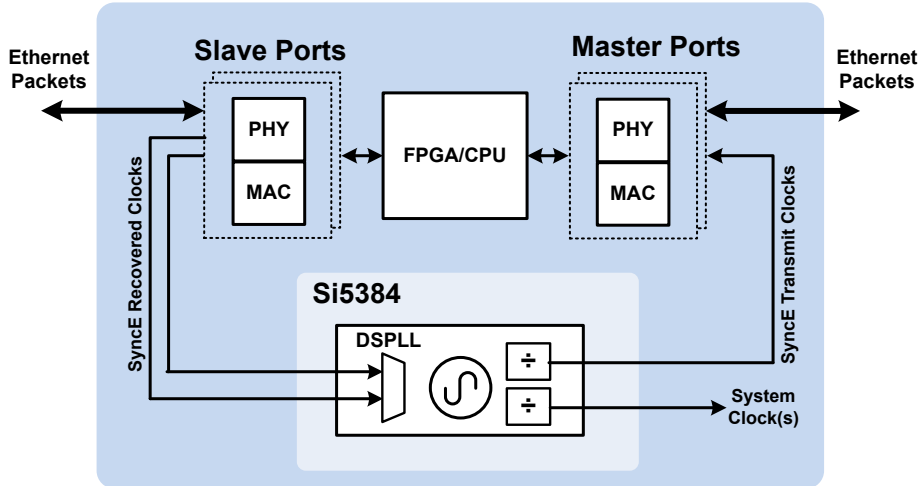 Slave Ports
Master Ports
Ethernet
Packets
Ethernet
Packets
PHY
MAC
FPGA/CPU
PHY
MAC
SyncE Recovered Clocks
SyncE Transmit Clocks
Si5384
DSPLL
÷
÷
System
Clock(s)